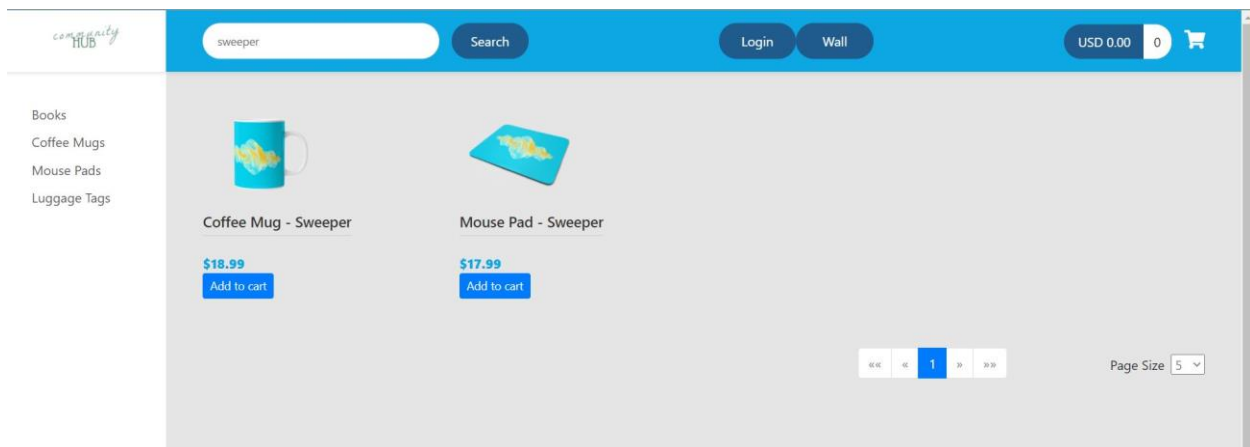 community
HUB
sweeper
Search
Login
Wall
USD 0.00
0
Books
Coffee Mugs
Mouse Pads
Luggage Tags
Coffee Mug - Sweeper
$18.99
Add to cart
Mouse Pad - Sweeper
$17.99
Add to cart
«« « 1 » »»
Page Size 5